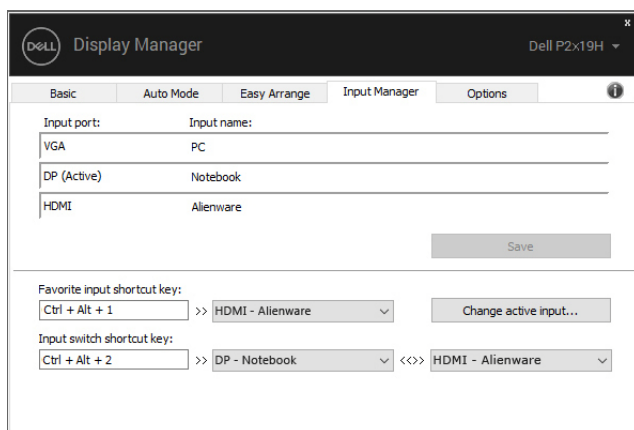 x
DELL Display Manager Dell P2x19H
Basic Auto Mode Easy Arrange Input Manager Options i
Input port: Input name:
VGA PC
DP (Active) Notebook
HDMI Alienware
Save
Favorite input shortcut key:
Ctrl + Alt + 1 >> HDMI - Alienware Change active input...
Input switch shortcut key:
Ctrl + Alt + 2 >> DP - Notebook <<>> HDMI - Alienware